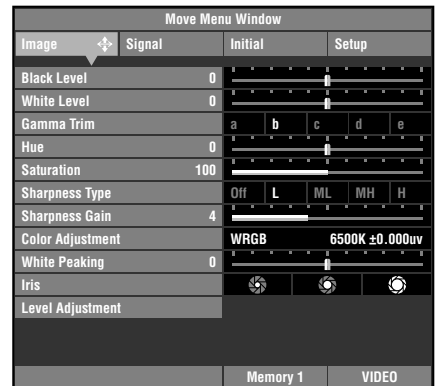 Move Menu Window
Image Signal Initial Setup
Black Level 0
White Level 0
Gamma Trim a b c d e
Hue 0
Saturation 100
Sharpness Type Off L ML MH H
Sharpness Gain 4
Color Adjustment WRGB 6500K ±0.000uv
White Peaking 0
Iris
Level Adjustment
Memory 1 VIDEO